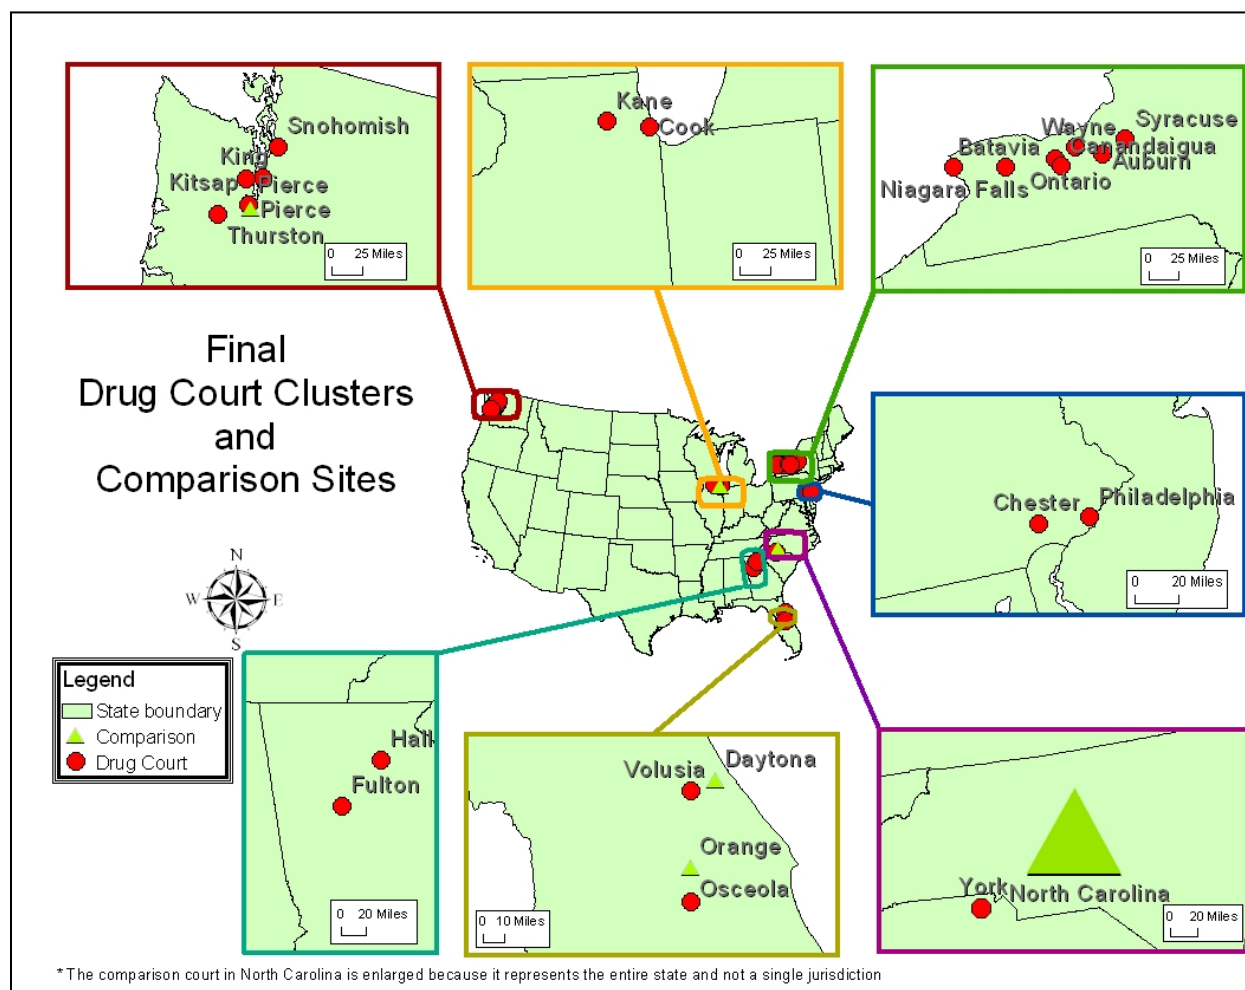 Snohomish
King
Kitsap
Pierce
Pierce
Thurston
0 25 Miles
Kane
Cook
0 25 Miles
Wayne
Syracuse
Batavia
Canandaigua
Auburn
Niagara Falls
Ontario
0 25 Miles
Final
Drug Court Clusters
and
Comparison Sites
Chester
Philadelphia
0 20 Miles
N
W
E
S
Legend
State boundary
Comparison
Drug Court
Hall
Fulton
0 20 Miles
Volusia
Daytona
Orange
Osceola
0 10 Miles
York
North Carolina
0 20 Miles
* The comparison court in North Carolina is enlarged because it represents the entire state and not a single jurisdiction